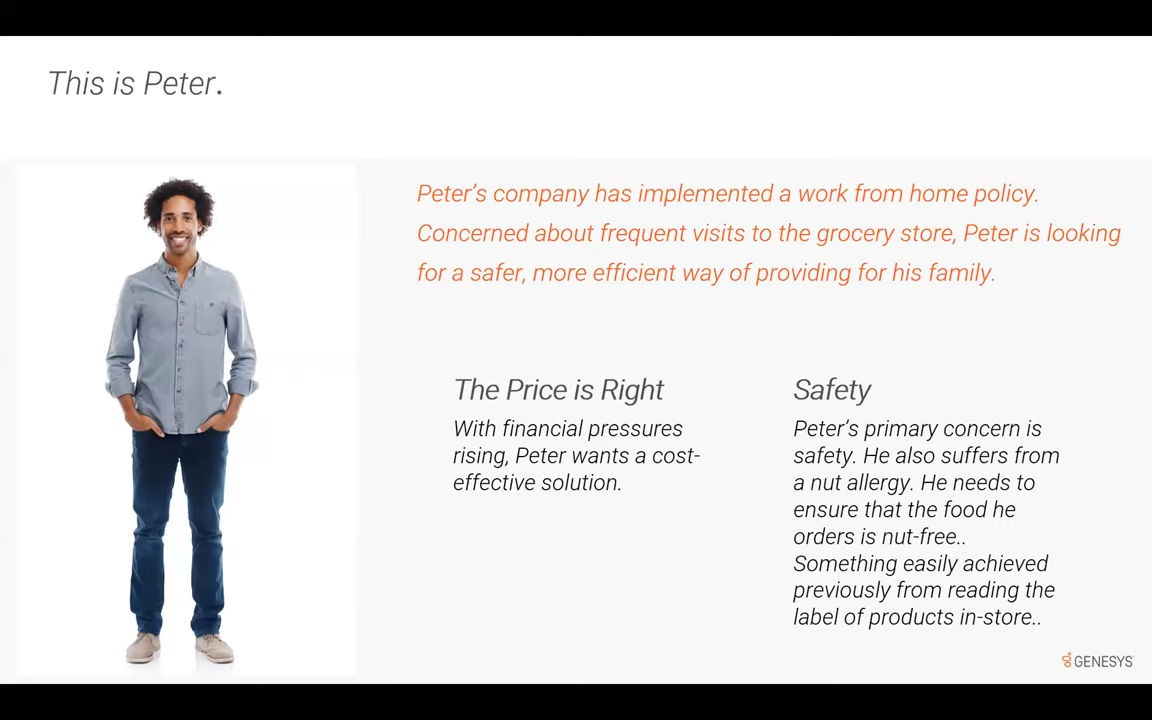 This is Peter.
Peter’s company has implemented a work from home policy.
Concerned about frequent visits to the grocery store, Peter is looking
for a safer, more efficient way of providing for his family.
The Price is Right
With financial pressures
rising, Peter wants a cost-
effective solution.
Safety
Peter’s primary concern is
safety. He also suffers from
a nut allergy. He needs to
ensure that the food he
orders is nut-free..
Something easily achieved
previously from reading the
label of products in-store..
GENESYS